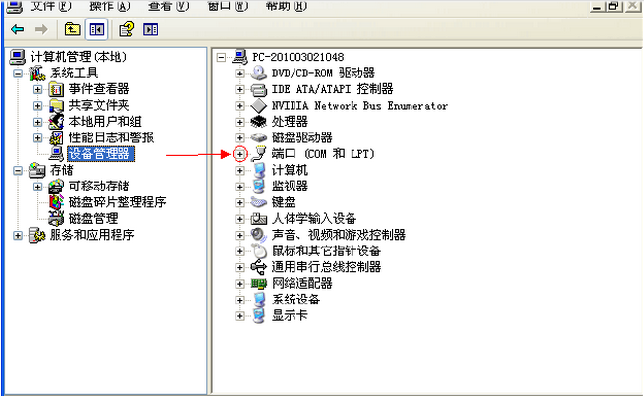 文件(F) 操作(A) 查看(V) 窗口(W) 帮助(H)
计算机管理(本地)
系统工具
事件查看器
共享文件夹
本地用户和组
性能日志和警报
设备管理器
存储
可移动存储
磁盘碎片整理程序
磁盘管理
服务和应用程序
PC-201003021048
DVD/CD-ROM 驱动器
IDE ATA/ATAPI 控制器
NVIDIA Network Bus Enumerator
处理器
磁盘驱动器
端口 (COM 和 LPT)
计算机
监视器
键盘
人体学输入设备
声音、视频和游戏控制器
鼠标和其它指针设备
通用串行总线控制器
网络适配器
系统设备
显示卡